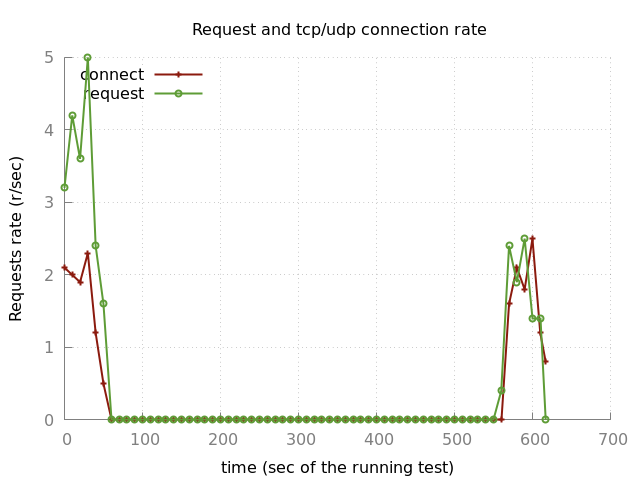 Request and tcp/udp connection rate
connect
request
Requests rate (r/sec)
5
4
3
2
1
0
0 100 200 300 400 500 600 700
time (sec of the running test)